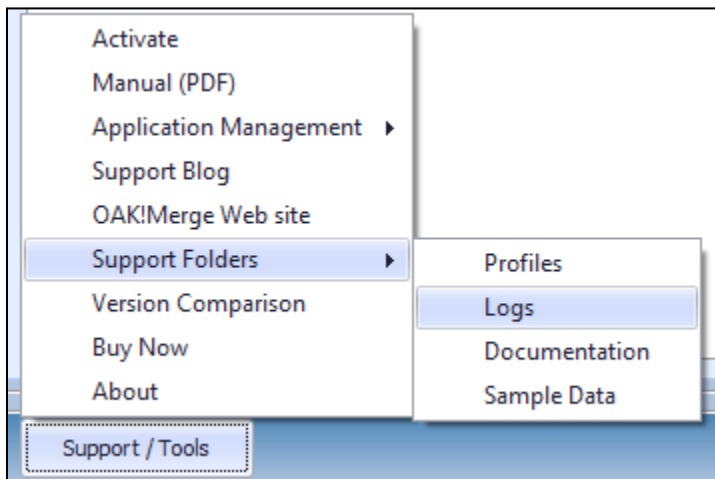 Activate
Manual (PDF)
Application Management
Support Blog
OAK!Merge Web site
Support Folders
Version Comparison
Buy Now
About
Profiles
Logs
Documentation
Sample Data
Support / Tools